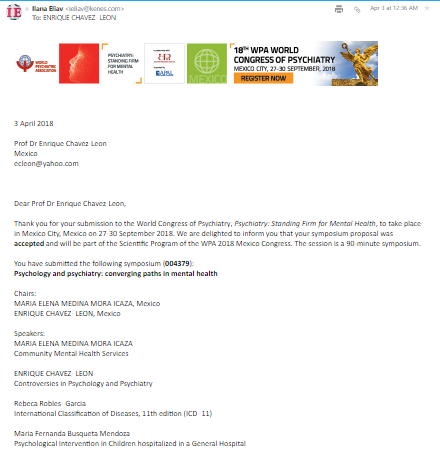 Ilana Eliav <ieliav@kenes.com>
Apr 3 at 12:36 AM
To: ENRIQUE CHAVEZ LEON
WORLD
PSYCHIATRIC
ASSOCIATION
PSYCHIATRY:
STANDING FIRM
FOR MENTAL
HEALTH
APAL
MÉXICO
18TH WPA WORLD
CONGRESS OF PSYCHIATRY
MEXICO CITY, 27-30 SEPTEMBER, 2018
REGISTER NOW
3 April 2018
Prof Dr Enrique Chavez-Leon
Mexico
ecleon@yahoo.com
Dear Prof Dr Enrique Chavez-Leon,
Thank you for your submission to the World Congress of Psychiatry, Psychiatry: Standing Firm for Mental Health, to take place
in Mexico City, Mexico on 27-30 September 2018. We are delighted to inform you that your symposium proposal was
accepted and will be part of the Scientific Program of the WPA 2018 Mexico Congress. The session is a 90-minute symposium.
You have submitted the following symposium (004379):
Psychology and psychiatry: converging paths in mental health
Chairs:
MARIA ELENA MEDINA MORA ICAZA, Mexico
ENRIQUE CHAVEZ-LEON, Mexico
Speakers:
MARIA ELENA MEDINA MORA ICAZA
Community Mental Health Services
ENRIQUE CHAVEZ-LEON
Controversies in Psychology and Psychiatry
Rebeca Robles-Garcia
International Classification of Diseases, 11th edition (ICD-11)
Maria Fernanda Busqueta Mendoza
Psychological Intervention in Children hospitalized in a General Hospital